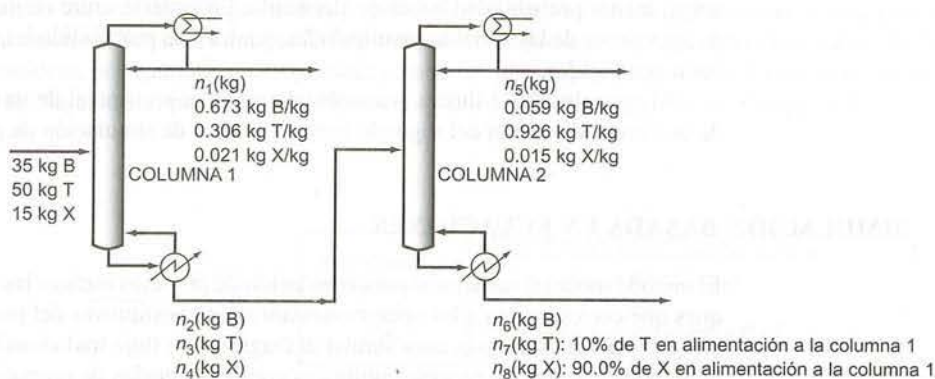 n1(kg)
0.673 kg B/kg
0.306 kg T/kg
0.021 kg X/kg
35 kg B
50 kg T
15 kg X
COLUMNA 1
n2(kg B)
n3(kg T)
n4(kg X)
n5(kg)
0.059 kg B/kg
0.926 kg T/kg
0.015 kg X/kg
COLUMNA 2
n6(kg B)
n7(kg T): 10% de T en alimentación a la columna 1
n8(kg X): 90.0% de X en alimentación a la columna 1